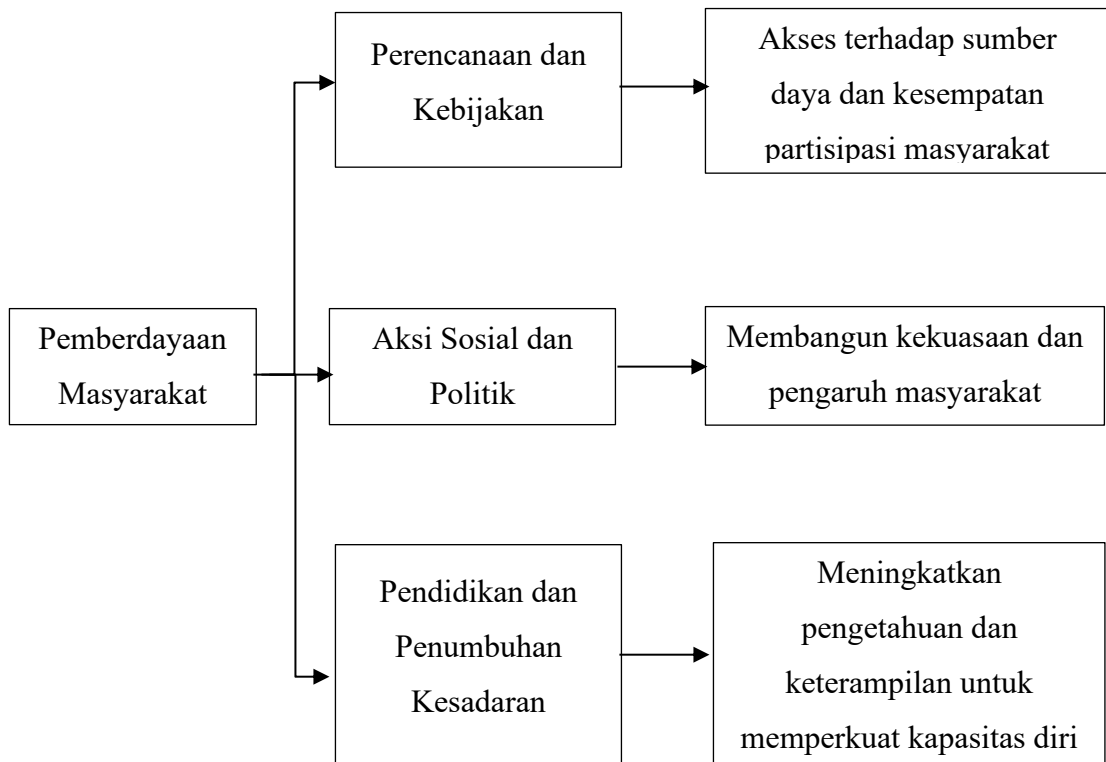 Perencanaan dan
Kebijakan
Akses terhadap sumber
daya dan kesempatan
partisipasi masyarakat
Pemberdayaan
Masyarakat
Aksi Sosial dan
Politik
Membangun kekuasaan dan
pengaruh masyarakat
Pendidikan dan
Penumbuhan
Kesadaran
Meningkatkan
pengetahuan dan
keterampilan untuk
memperkuat kapasitas diri